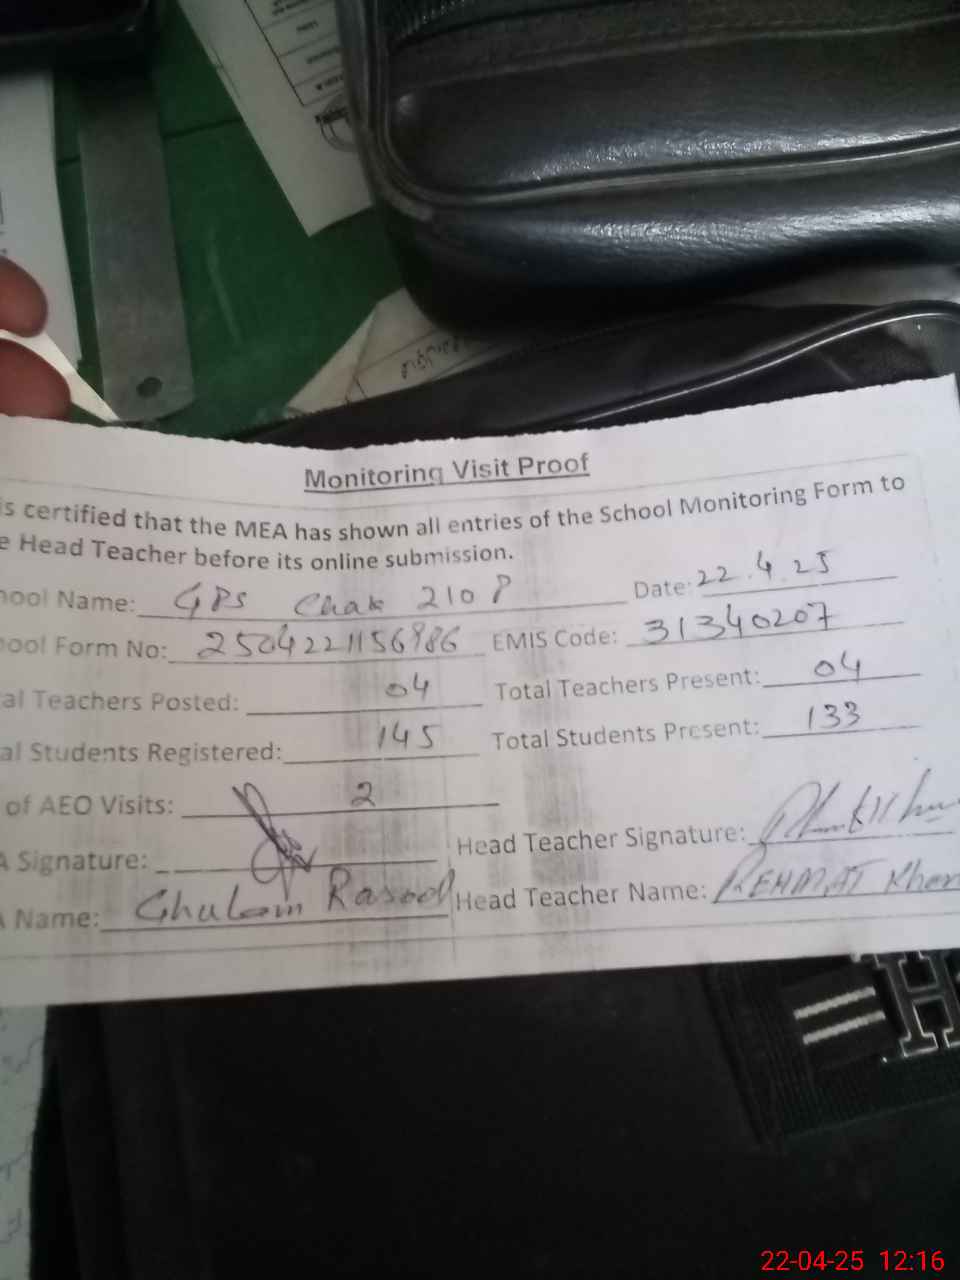 Monitoring Visit Proof
is certified that the MEA has shown all entries of the School Monitoring Form to
e Head Teacher before its online submission.
hool Name: GPS Chak 210 P Date: 22.4.25
ool Form No: 2504221156986 EMIS Code: 31340207
al Teachers Posted: 04 Total Teachers Present: 04
al Students Registered: 145 Total Students Present: 133
of AEO Visits: 2
A Signature: Head Teacher Signature:
A Name: Ghulam Rasool Head Teacher Name: REHMAT Khan
H
22-04-25 12:16